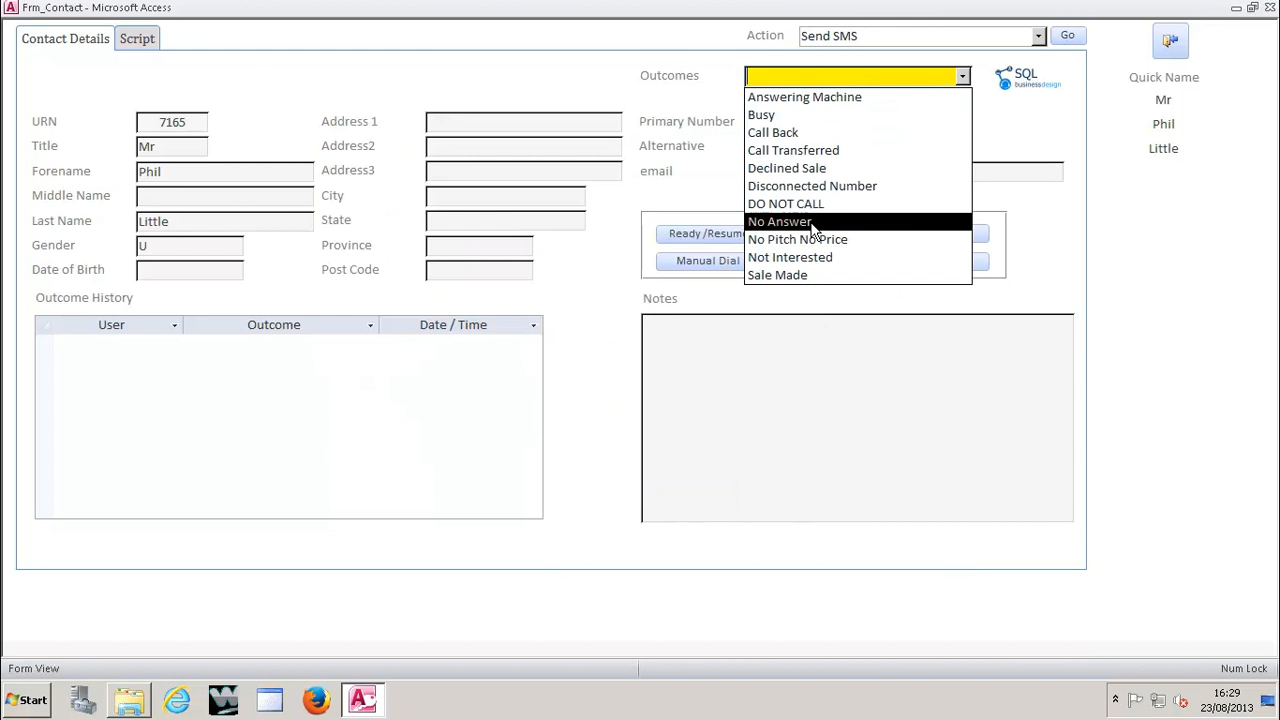 Frm_Contact - Microsoft Access
Contact Details
Script
Action
Send SMS
Go
Outcomes
SQL
businessdesign
Quick Name
Mr
Phil
Little
Answering Machine
Busy
Call Back
Call Transferred
Declined Sale
Disconnected Number
DO NOT CALL
No Answer
No Pitch No Price
Not Interested
Sale Made
URN 7165
Title Mr
Forename Phil
Middle Name
Last Name Little
Gender U
Date of Birth
Address 1
Address2
Address3
City
State
Province
Post Code
Primary Number
Alternative
email
Ready /Resume
Manual Dial
Outcome History
User Outcome Date / Time
Notes
Form View
Num Lock
Start
16:29
23/08/2013